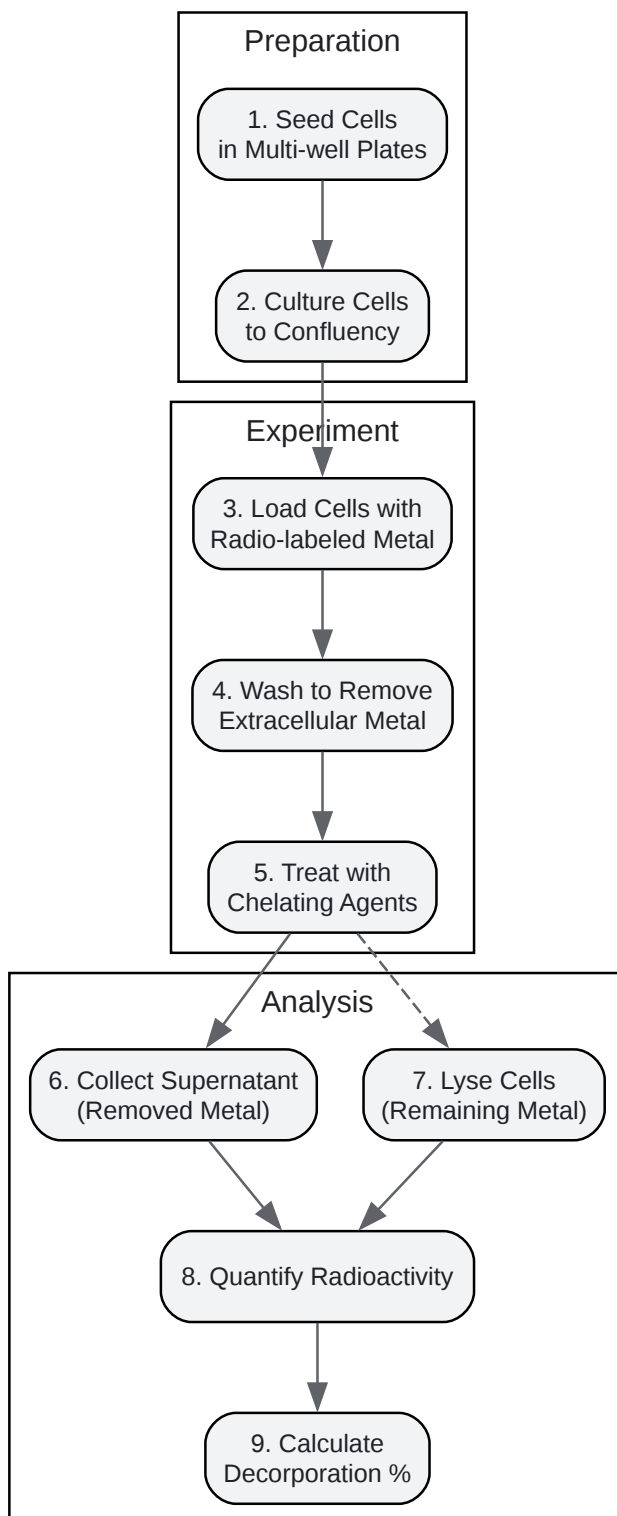 Preparation
1. Seed Cells
in Multi-well Plates
2. Culture Cells
to Confluency
Experiment
3. Load Cells with
Radio-labeled Metal
4. Wash to Remove
Extracellular Metal
5. Treat with
Chelating Agents
Analysis
6. Collect Supernatant
(Removed Metal)
7. Lyse Cells
(Remaining Metal)
8. Quantify Radioactivity
9. Calculate
Decorporation %